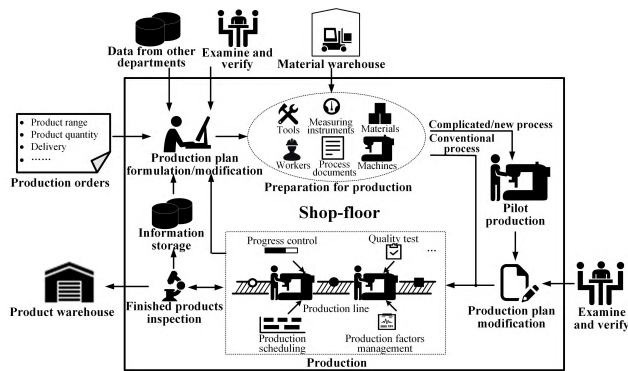 Data from other
departments
Examine and
verify
Material warehouse
• Product range
• Product quantity
• Delivery
• ……
Production orders
Production plan
formulation/modification
Tools
Measuring
instruments
Materials
Workers
Process
documents
Machines
Preparation for production
Complicated/new process
Conventional
process
Pilot
production
Shop-floor
Information
storage
Progress control
Quality test
...
Production line
Production
scheduling
Production factors
management
Production
Product warehouse
Finished products
inspection
Production plan
modification
Examine
and verify